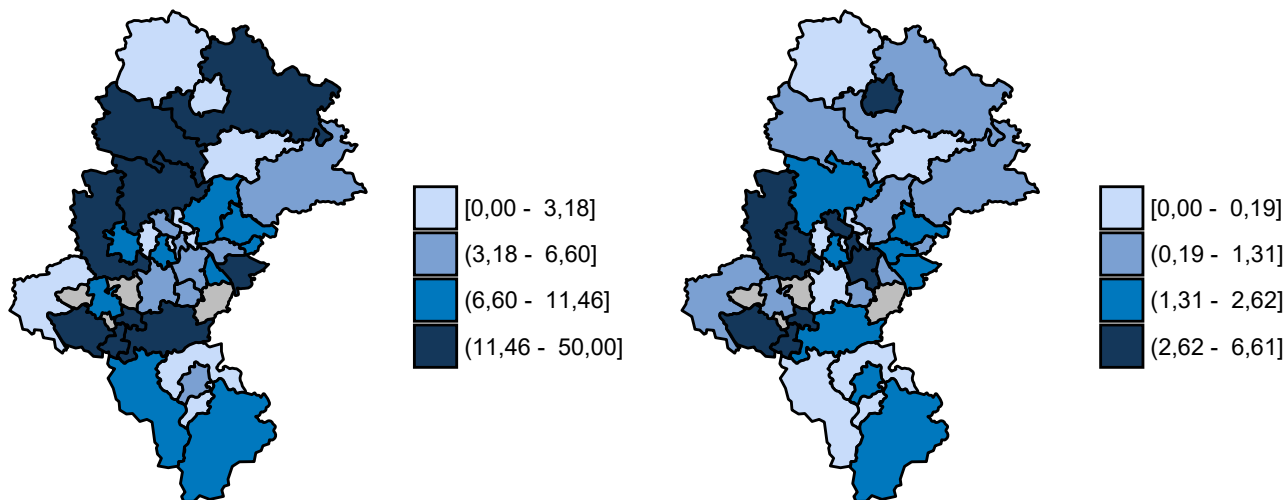 [0,00 - 3,18]
(3,18 - 6,60]
(6,60 - 11,46]
(11,46 - 50,00]
[0,00 - 0,19]
(0,19 - 1,31]
(1,31 - 2,62]
(2,62 - 6,61]